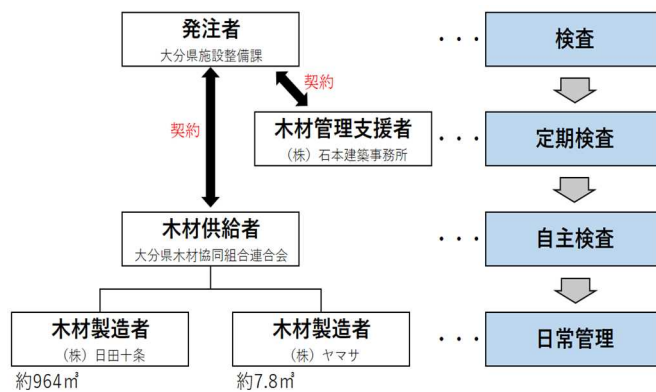 発注者
大分県施設整備課
・・・
検査
契約
契約
木材管理支援者
（株）石本建築事務所
・・・
定期検査
木材供給者
大分県木材協同組合連合会
・・・
自主検査
木材製造者
（株）日田十条
木材製造者
（株）ヤマサ
・・・
日常管理
約964㎥
約7.8㎥